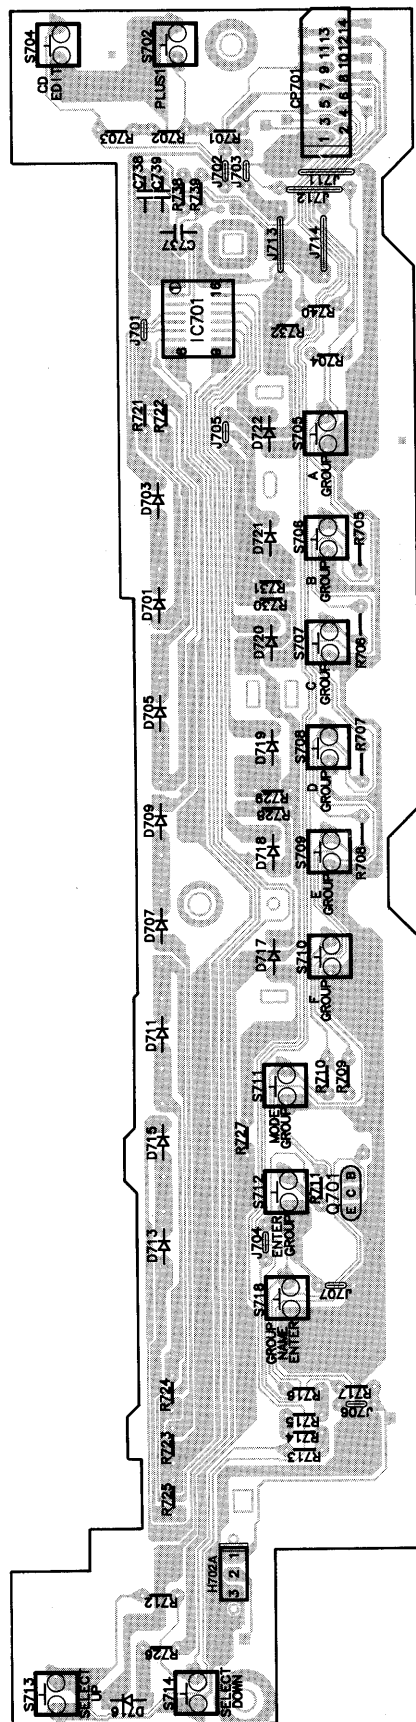 S704
CD
EDIT
S702
PLUS1
CP701
1 3 5 7 9 11 13
2 4 6 8 10 12 14
R703
R702
R701
C738
C739
R738
R739
J702
J703
J711
J712
C737
J713
J714
J701
IC701
1
16
8
9
R740
R732
R704
R721
R722
J705
D722
S705
A
GROUP
D703
D721
S706
B
GROUP
R705
D701
R731
R730
D720
S707
C
GROUP
R706
D705
D719
S708
D
GROUP
R707
D709
R729
R728
D718
S709
E
GROUP
R708
D707
D717
S710
F
GROUP
D711
S711
MODE
GROUP
R710
R709
D715
R727
S712
ENTER
GROUP
R711
Q701
E C B
D713
J704
S718
GROUP
NAME
ENTER
J707
R724
R716
R717
J706
R723
R715
R714
R713
R725
H702A
3 2 1
R712
R726
S713
SELECT
UP
D716
S714
SELECT
DOWN